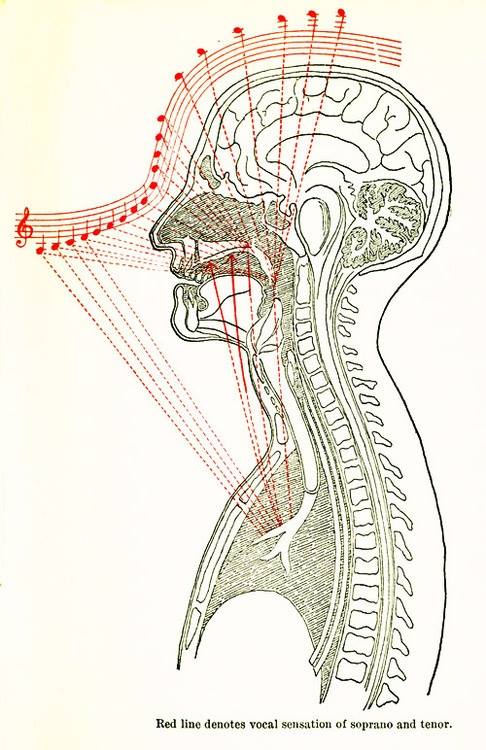 Red line denotes vocal sensation of soprano and tenor.